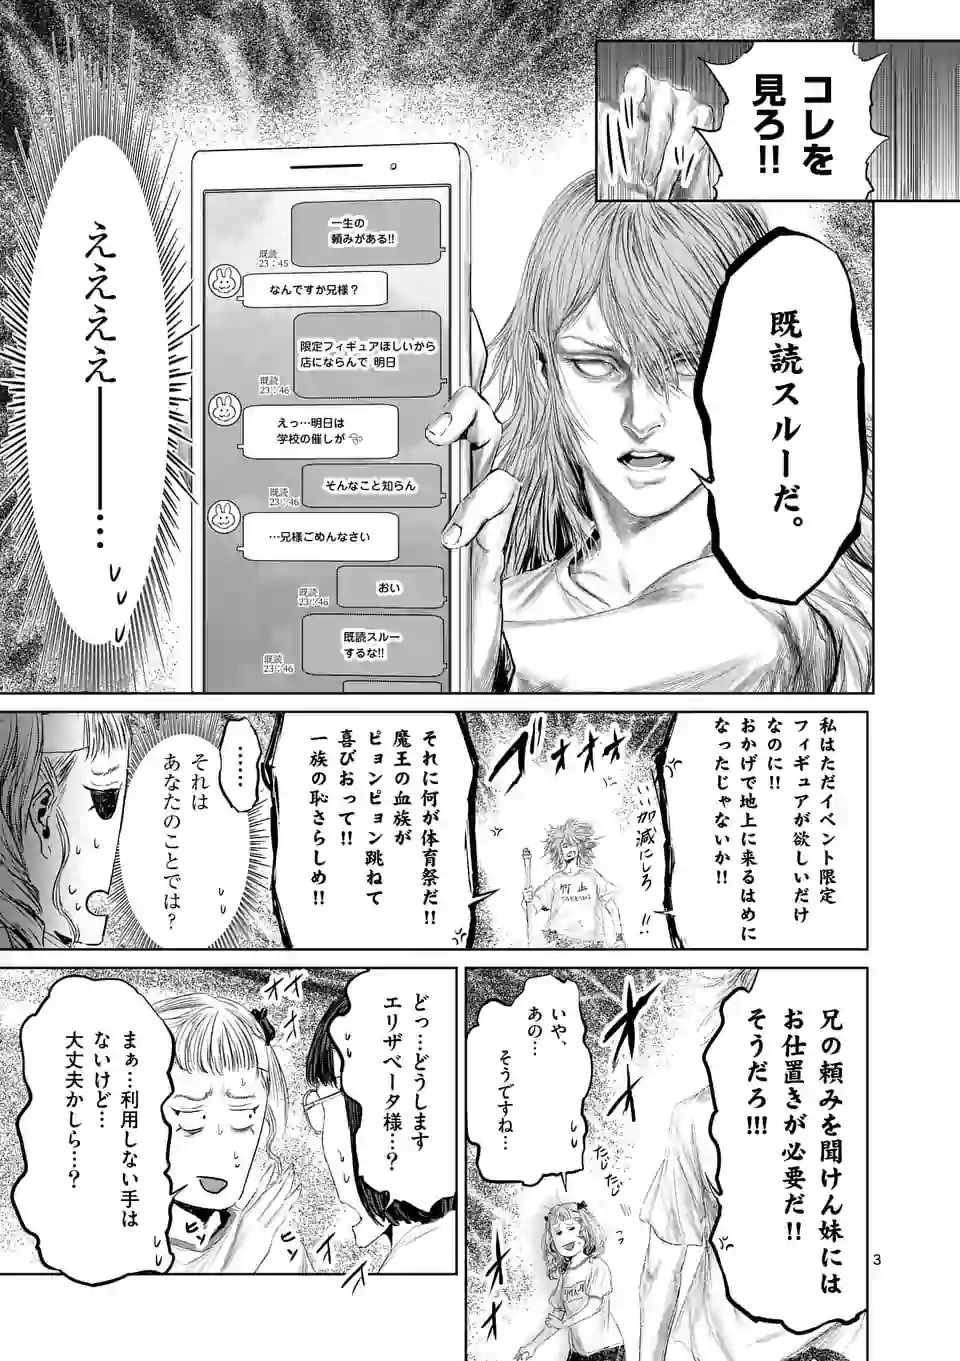 コレを
見ろ!!
既読スルーだ。
一生の
頼みがある!!
既読
23：45
なんですか兄様？
限定フィギュアほしいから
店にならんで 明日
既読
23：46
えっ…明日は
学校の催しが
そんなこと知らん
既読
23：46
…兄様ごめんなさい
おい
既読
23：46
既読スルー
するな!!
既読
23：46
ええええ――…
私はただイベント限定
フィギュアが欲しいだけ
なのに!!
おかげで地上に来るはめに
なったじゃないか!!
…いい加減にしろ
!!
ブオオオ
それに何が体育祭だ!!
魔王の血族が
ピョンピョン跳ねて
喜びおって!!
一族の恥さらしめ!!
……
それは
あなたのことでは？
兄の頼みを聞けん妹には
お仕置きが必要だ!!
そうだろ!!!
いや、
あの…
そうですね…
たじ
たじ
どっ…どうします
エリザベータ様…？
まぁ…利用しない手は
ないけど…
大丈夫かしら…？
ヒソ
ヒソ
3